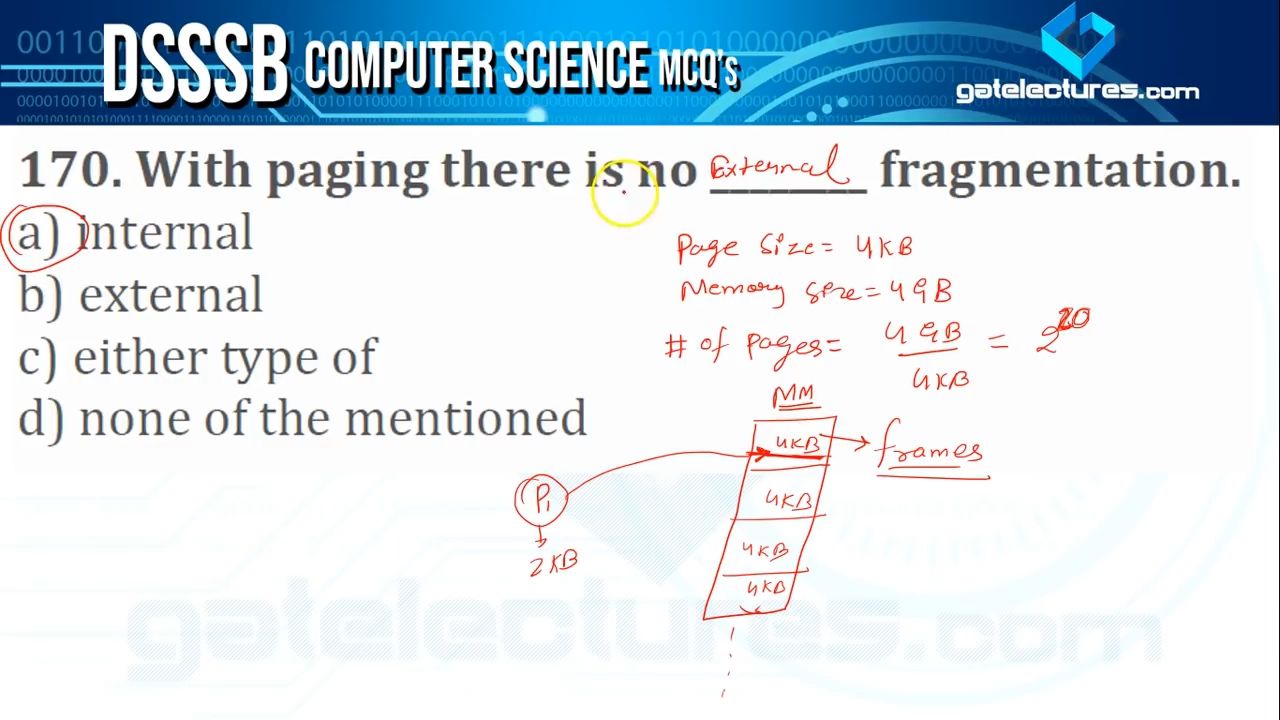 DSSSB COMPUTER SCIENCE MCQ's
gatelectures.com
170. With paging there is no External fragmentation.
a) internal
b) external
c) either type of
d) none of the mentioned
Page size = 4KB
Memory size = 4GB
# of pages = 4GB / 4KB = 2^20
MM
4KB
frames
4KB
4KB
4KB
P1
2KB
gatelectures.com